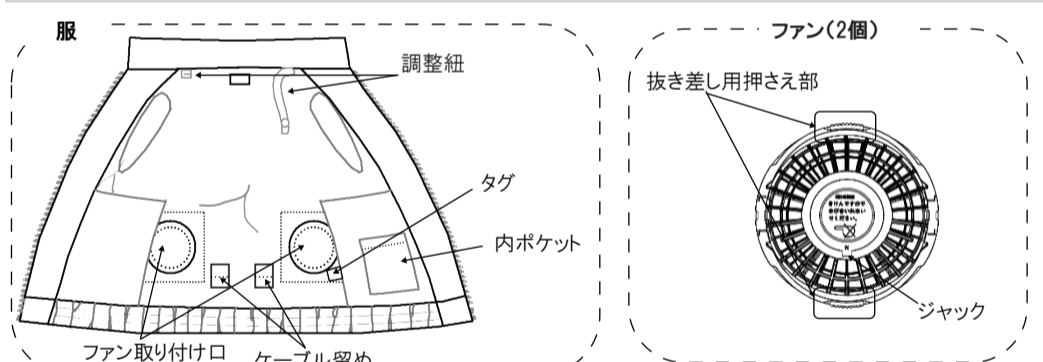 服
調整紐
タグ
内ポケット
ファン取り付け口
ケーブル留め
ファン(2個)
抜き差し用押さえ部
ジャック